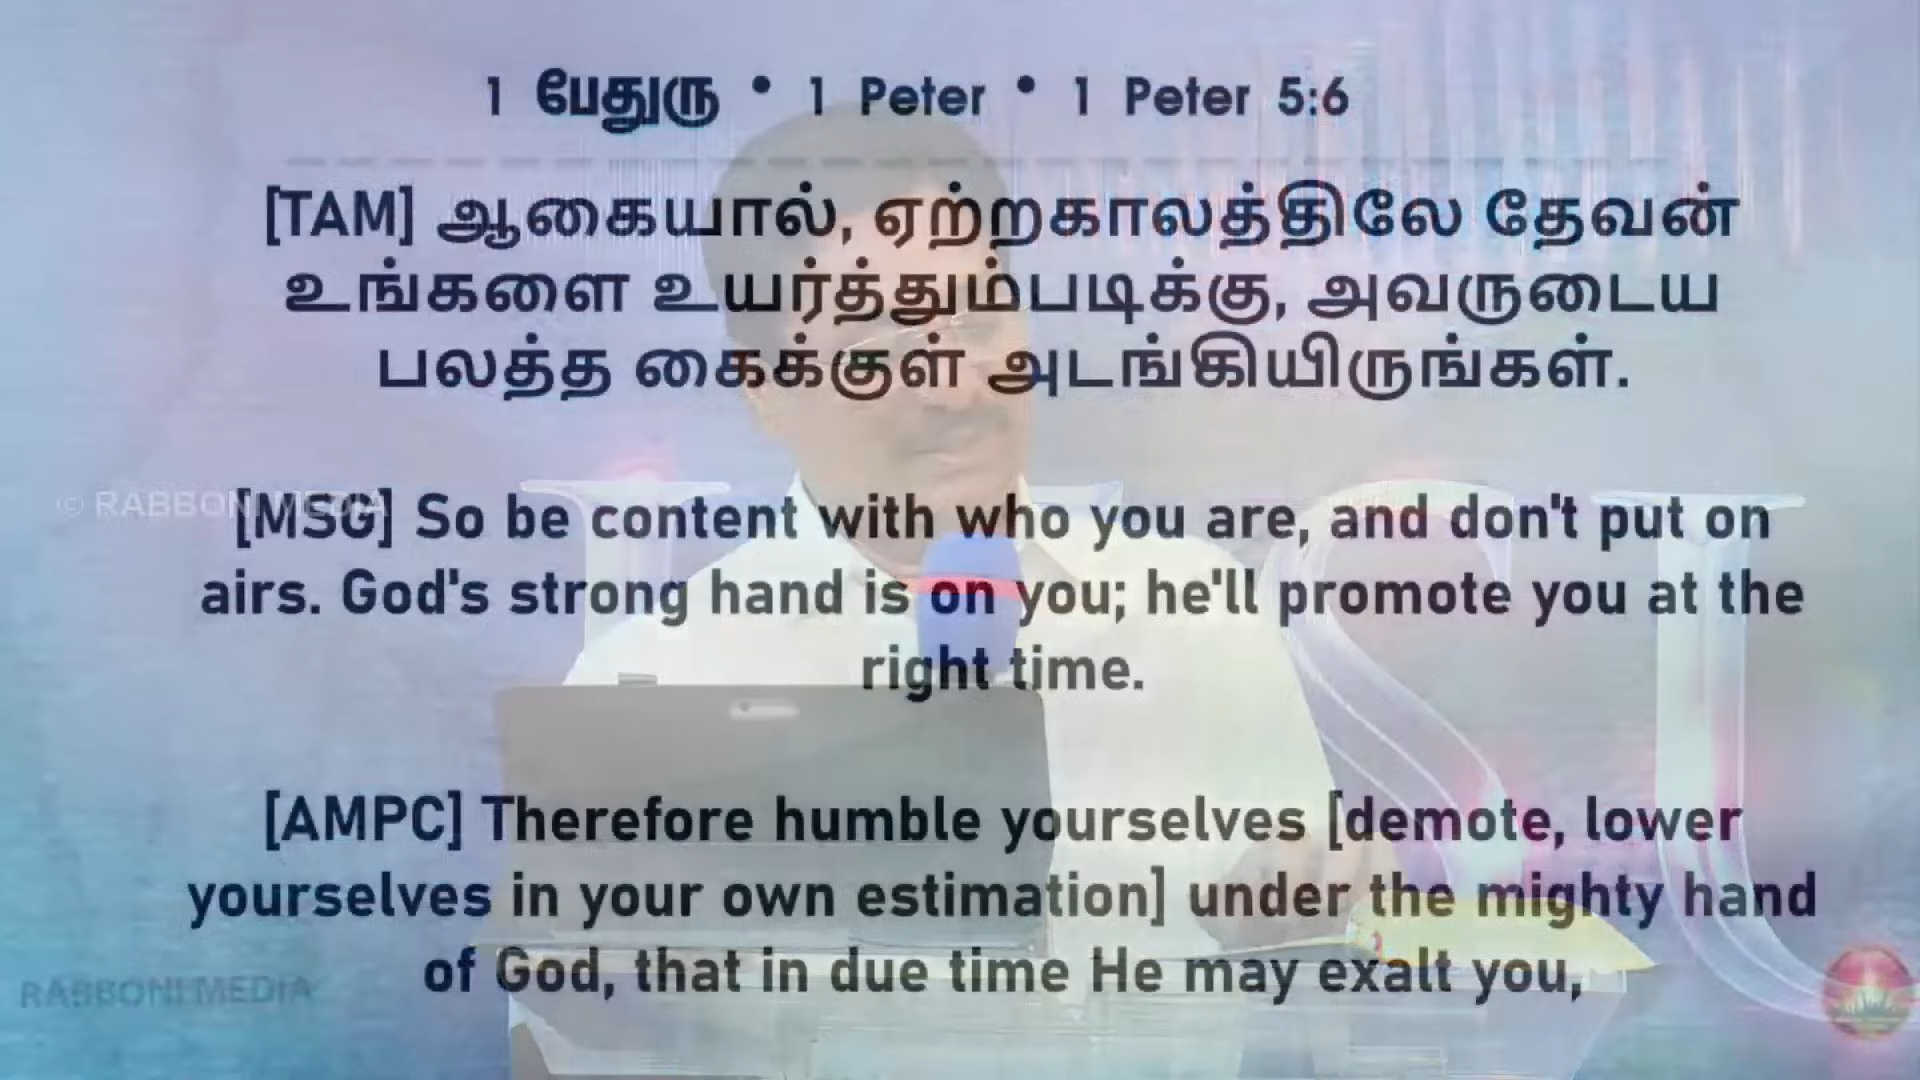 1 பேதுரு • 1 Peter • 1 Peter 5:6
[TAM] ஆகையால், ஏற்றகாலத்திலே தேவன்
உங்களை உயர்த்தும்படிக்கு, அவருடைய
பலத்த கைக்குள் அடங்கியிருங்கள்.
© RABBONI MEDIA
[MSG] So be content with who you are, and don't put on
airs. God's strong hand is on you; he'll promote you at the
right time.
[AMPC] Therefore humble yourselves [demote, lower
yourselves in your own estimation] under the mighty hand
of God, that in due time He may exalt you,
RABBONI MEDIA